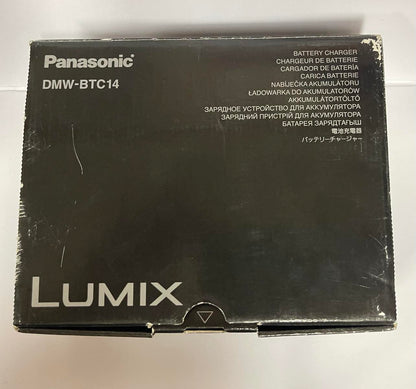 Panasonic
DMW-BTC14
BATTERY CHARGER
CHARGEUR DE BATTERIE
CARGADOR DE BATERÍA
CARICA BATTERIE
NABÍJEČKA AKUMULÁTORU
ŁADOWARKA DO AKUMULATORÓW
AKKUMULÁTORTÖLTŐ
ЗАРЯДНОЕ УСТРОЙСТВО ДЛЯ АККУМУЛЯТОРА
ЗАРЯДНИЙ ПРИСТРІЙ ДЛЯ АКУМУЛЯТОРА
БАТАРЕЯ ЗАРЯДТАҒЫШ
電池充電器
バッテリーチャージャー
LUMIX